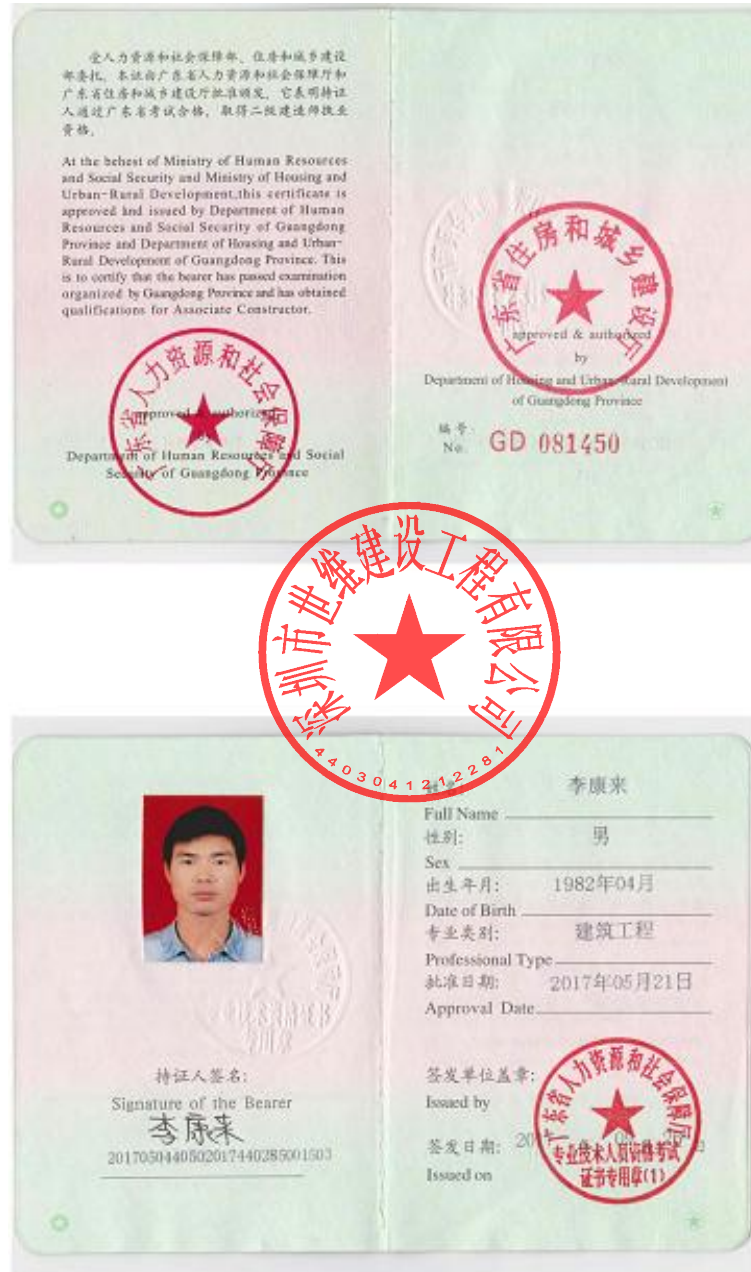 受人力资源和社会保障部、住房和城乡建设
部委托，本证由广东省人力资源和社会保障厅和
广东省住房和城乡建设厅批准颁发，它表明持证
人通过广东省考试合格，取得二级建造师执业
资格。
At the behest of Ministry of Human Resources
and Social Security and Ministry of Housing and
Urban-Rural Development,this certificate is
approved and issued by Department of Human
Resources and Social Security of Guangdong
Province and Department of Housing and Urban-
Rural Development of Guangdong Province. This
is to certify that the bearer has passed examination
organized by Guangdong Province and has obtained
qualifications for Associate Constructor.
广东省人力资源和社会保障厅
approved & authorized
Department of Human Resources and Social
Security of Guangdong Province
广东省住房和城乡建设厅
approved & authorized
by
Department of Housing and Urban-Rural Development
of Guangdong Province
编号
No. GD 081450
深圳市世维建设工程有限公司
4403041212281
持证人签名:
Signature of the Bearer
李康来
2017050440502017440285001503
姓名: 李康来
Full Name
性别: 男
Sex
出生年月: 1982年04月
Date of Birth
专业类别: 建筑工程
Professional Type
批准日期: 2017年05月21日
Approval Date
签发单位盖章:
Issued by
签发日期:
Issued on
广东省人力资源和社会保障厅
专业技术人员资格考试
证书专用章(1)